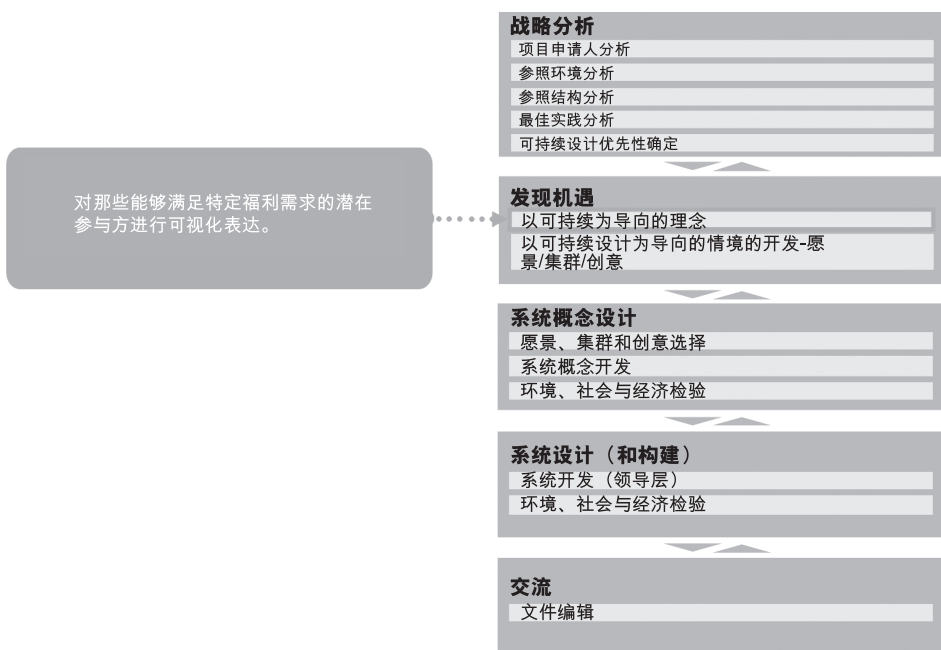 战略分析
项目申请人分析
参照环境分析
参照结构分析
最佳实践分析
可持续设计优先性确定
对那些能够满足特定福利需求的潜在
参与方进行可视化表达。
发现机遇
以可持续为导向的理念
以可持续设计为导向的情境的开发-愿
景/集群/创意
系统概念设计
愿景、集群和创意选择
系统概念开发
环境、社会与经济检验
系统设计（和构建）
系统开发（领导层）
环境、社会与经济检验
交流
文件编辑